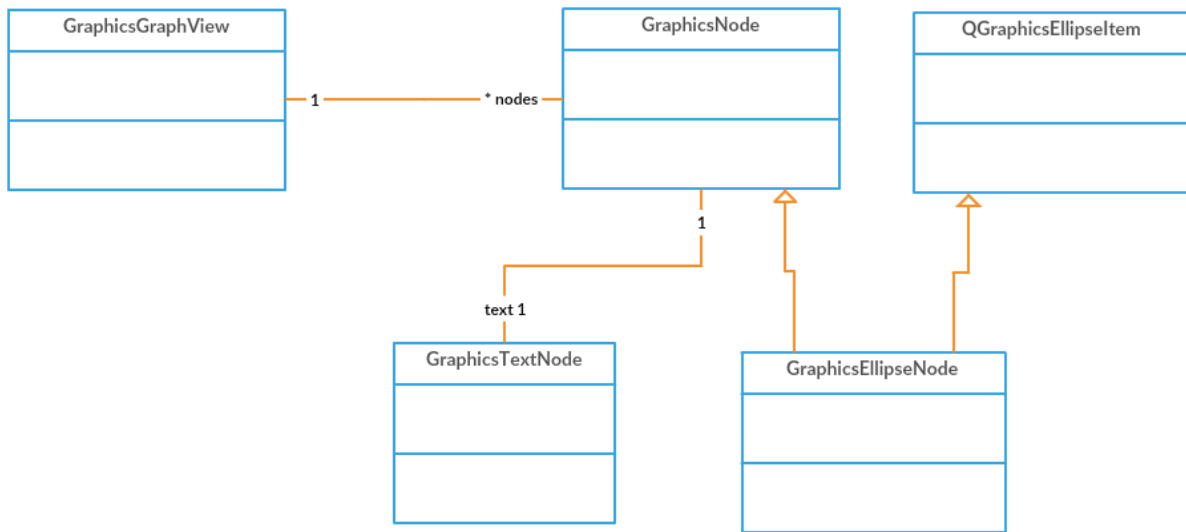 GraphicsGraphView
GraphicsNode
QGraphicsEllipseItem
1
* nodes
1
text 1
GraphicsTextNode
GraphicsEllipseNode